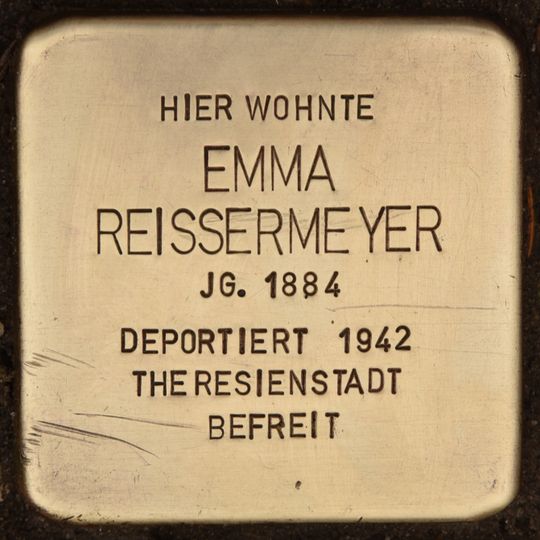 HIER WOHNTE
EMMA
REISSERMEYER
JG. 1884
DEPORTIERT 1942
THERESIENSTADT
BEFREIT